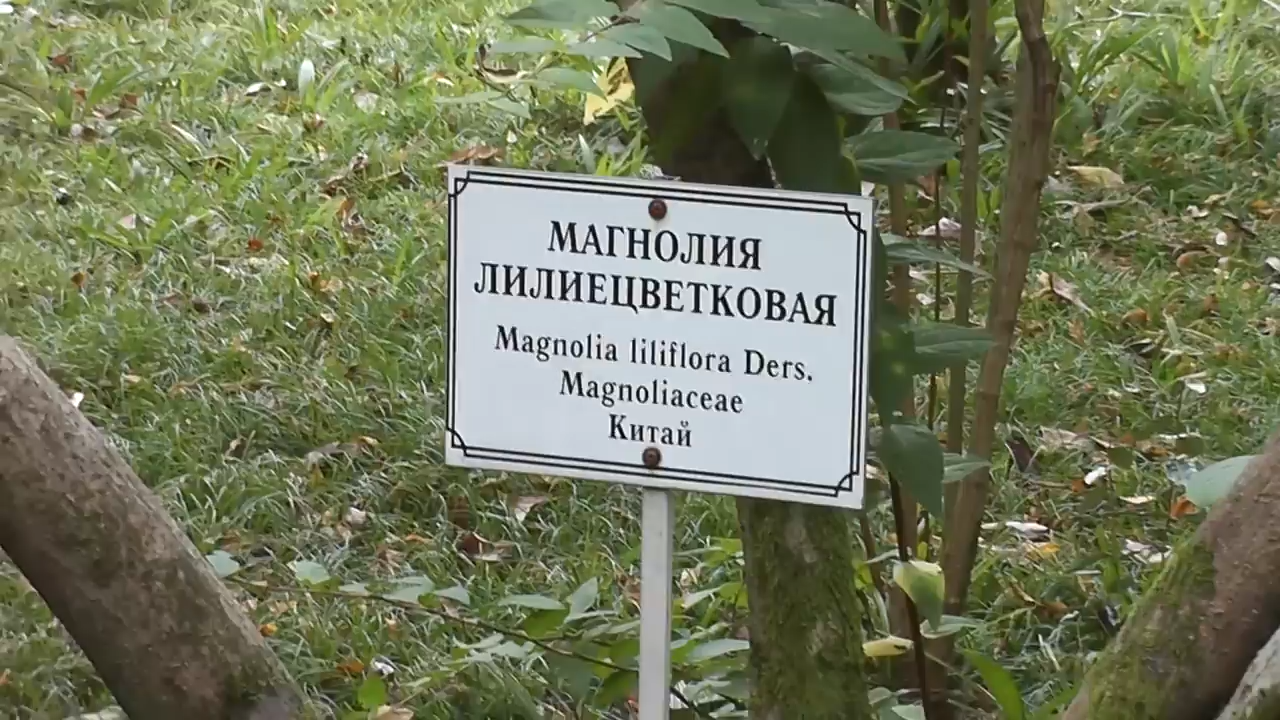 МАГНОЛИЯ
ЛИЛИЕЦВЕТКОВАЯ
Magnolia liliflora Ders.
Magnoliaceae
Китай